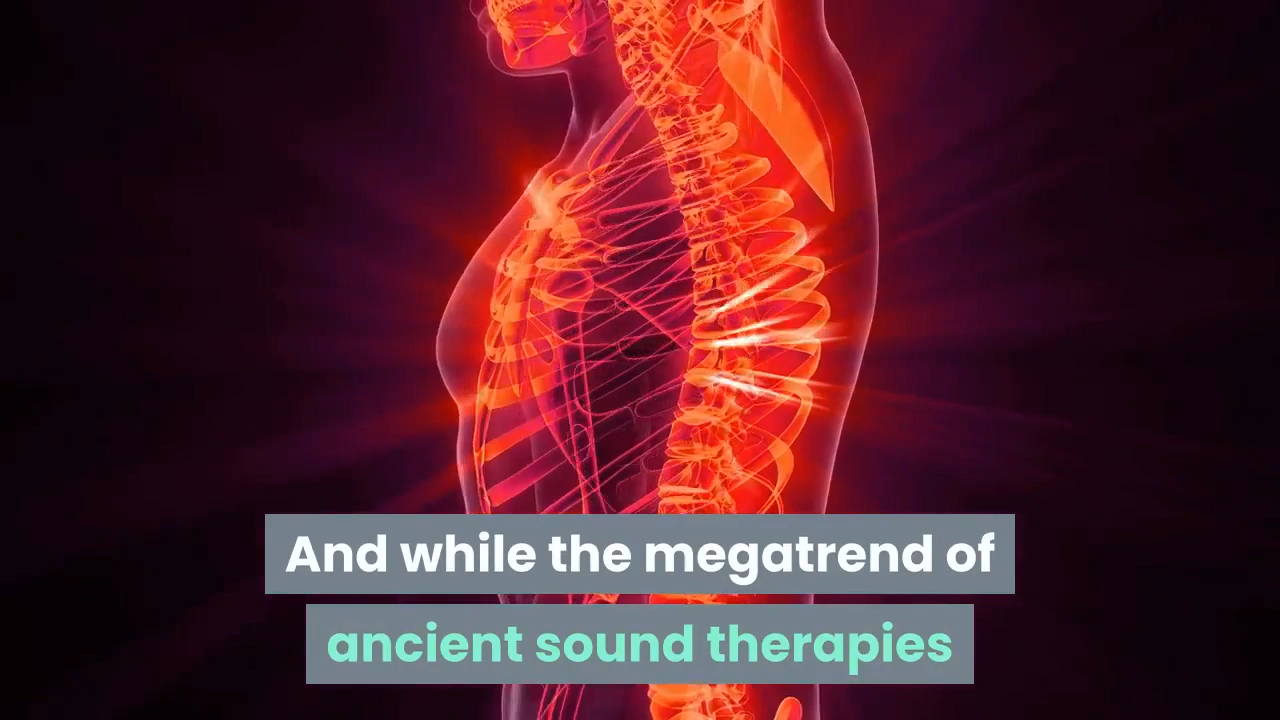 And while the megatrend of
ancient sound therapies